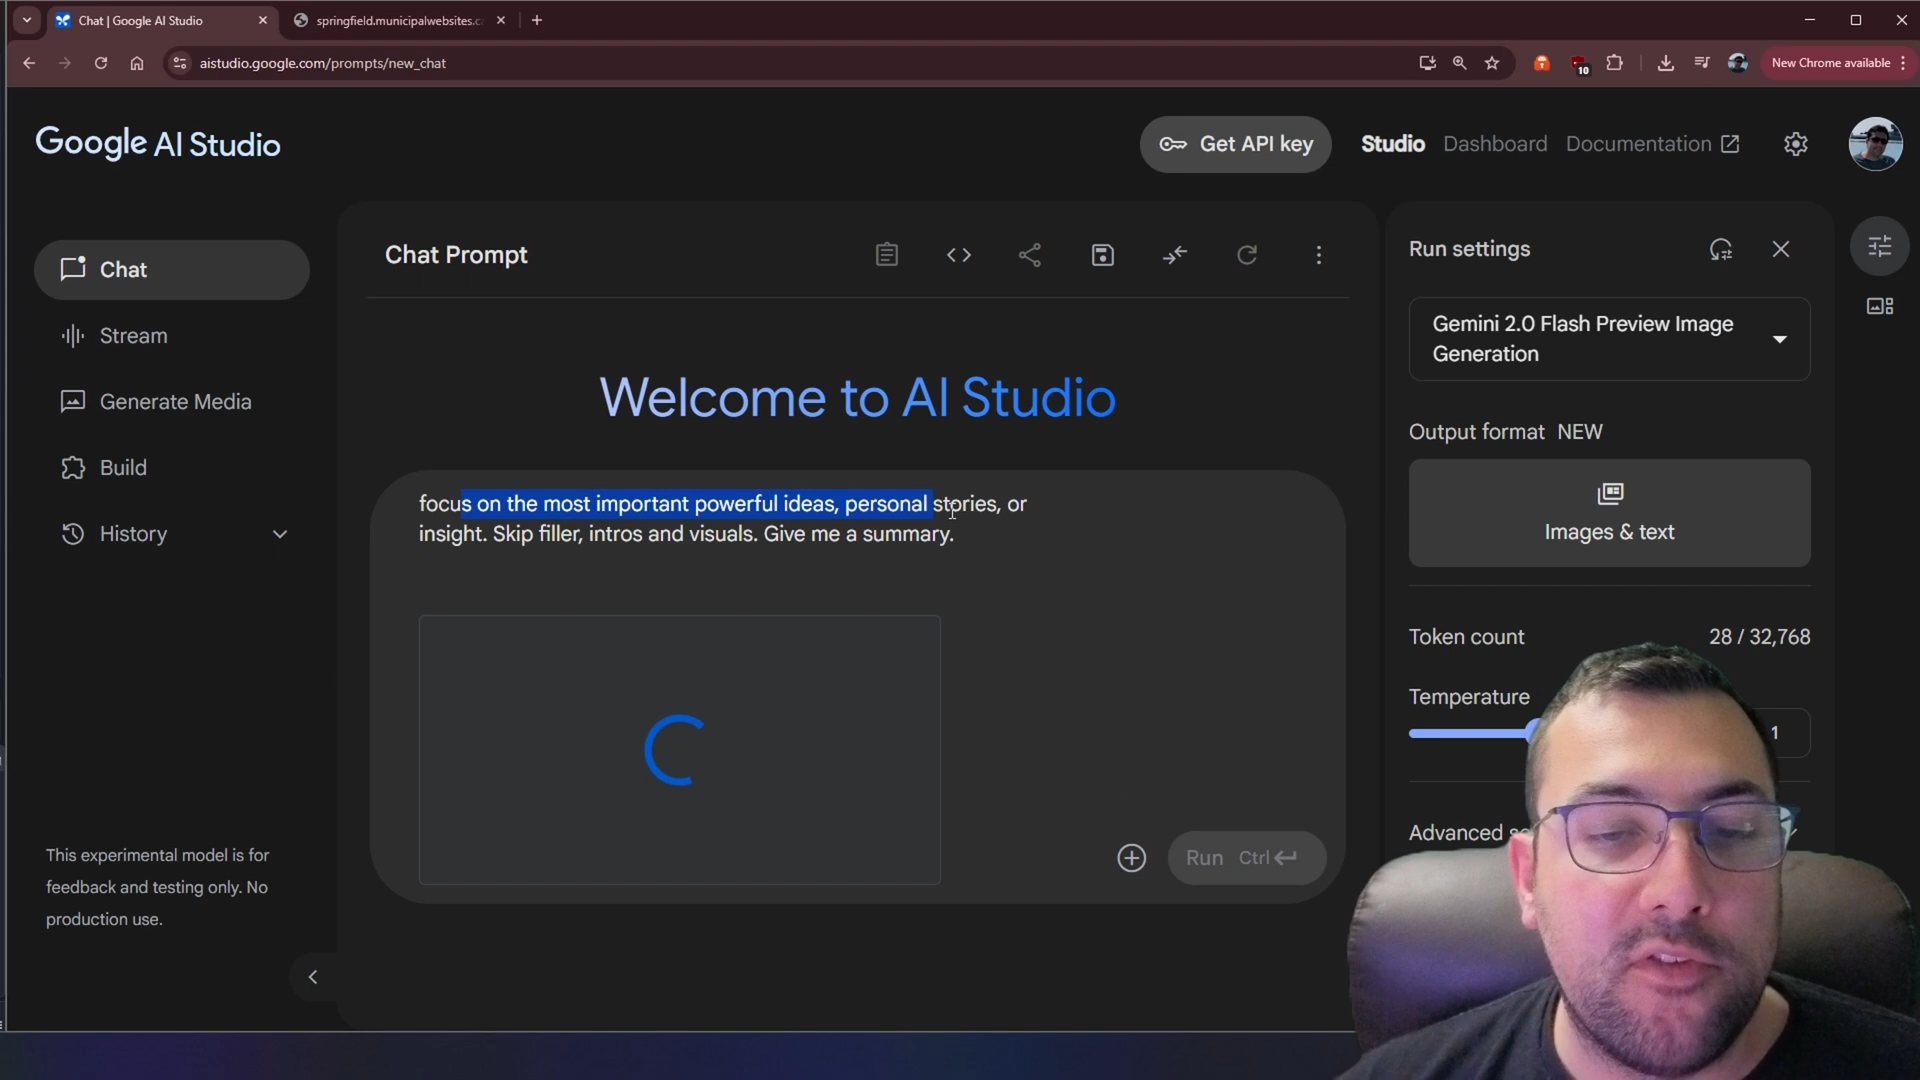 Chat | Google AI Studio
springfield.municipalwebsites.c
aistudio.google.com/prompts/new_chat
10
New Chrome available
Google AI Studio
Get API key
Studio
Dashboard
Documentation
Chat
Stream
Generate Media
Build
History
This experimental model is for
feedback and testing only. No
production use.
Chat Prompt
Welcome to AI Studio
focus on the most important powerful ideas, personal stories, or
insight. Skip filler, intros and visuals. Give me a summary.
Run Ctrl
Run settings
Gemini 2.0 Flash Preview Image
Generation
Output format NEW
Images & text
Token count 28 / 32,768
Temperature
1
Advanced